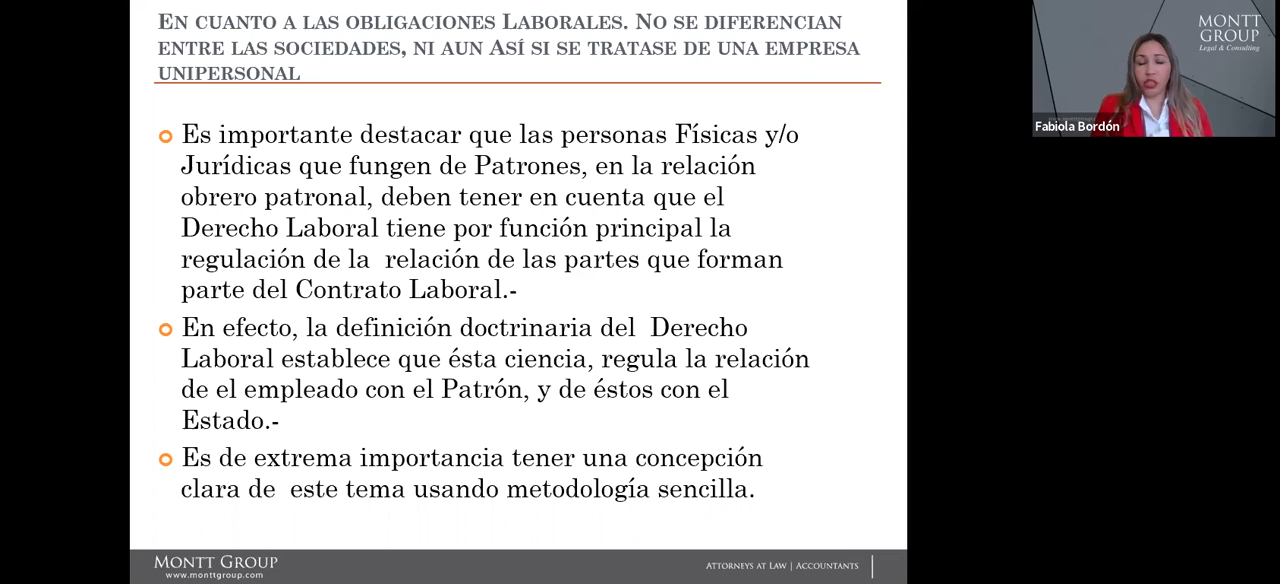 En cuanto a las obligaciones Laborales. No se diferencian
entre las sociedades, ni aun Así si se tratase de una empresa
unipersonal
Es importante destacar que las personas Físicas y/o
Jurídicas que fungen de Patrones, en la relación
obrero patronal, deben tener en cuenta que el
Derecho Laboral tiene por función principal la
regulación de la  relación de las partes que forman
parte del Contrato Laboral.-
En efecto, la definición doctrinaria del  Derecho
Laboral establece que ésta ciencia, regula la relación
de el empleado con el Patrón, y de éstos con el
Estado.-
Es de extrema importancia tener una concepción
clara de  este tema usando metodología sencilla.
Montt Group
www.monttgroup.com
Attorneys at Law | Accountants
MONTT
GROUP
Legal & Consulting
Fabiola Bordón